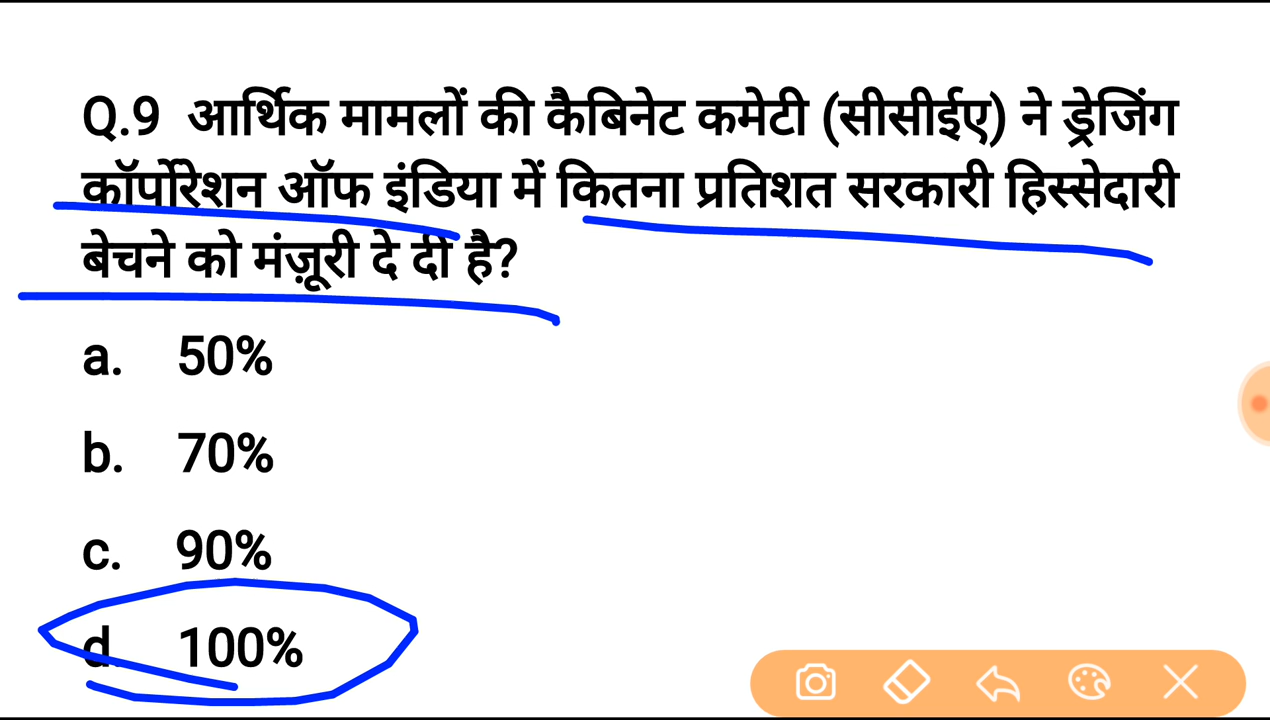 Q.9 आर्थिक मामलों की कैबिनेट कमेटी (सीसीईए) ने ड्रेजिंग
कॉर्पोरेशन ऑफ इंडिया में कितना प्रतिशत सरकारी हिस्सेदारी
बेचने को मंज़ूरी दे दी है?
a. 50%
b. 70%
c. 90%
d. 100%